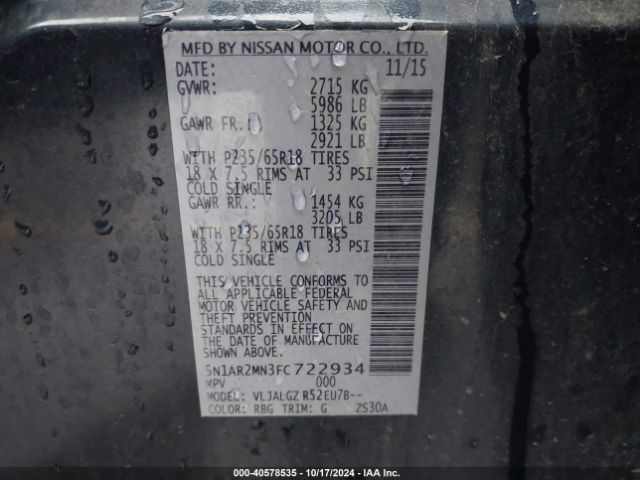 MFD BY NISSAN MOTOR CO., LTD.
DATE: 11/15
GVWR: 2715 KG
5986 LB
GAWR FR. 1325 KG
2921 LB
WITH P235/65R18 TIRES
18 X 7.5 RIMS AT 33 PSI
COLD SINGLE
GAWR RR.: 1454 KG
3205 LB
WITH P235/65R18 TIRES
18 X 7.5 RIMS AT 33 PSI
COLD SINGLE
THIS VEHICLE CONFORMS TO
ALL APPLICABLE FEDERAL
MOTOR VEHICLE SAFETY AND
THEFT PREVENTION
STANDARDS IN EFFECT ON
THE DATE OF MANUFACTURE
SHOWN ABOVE.
5N1AR2MN3FC722934
MPV 000
MODEL: VLJALGZ R52EU7B--
COLOR: RBG TRIM: G ZS30A
000-40578535 - 10/17/2024 - IAA Inc.